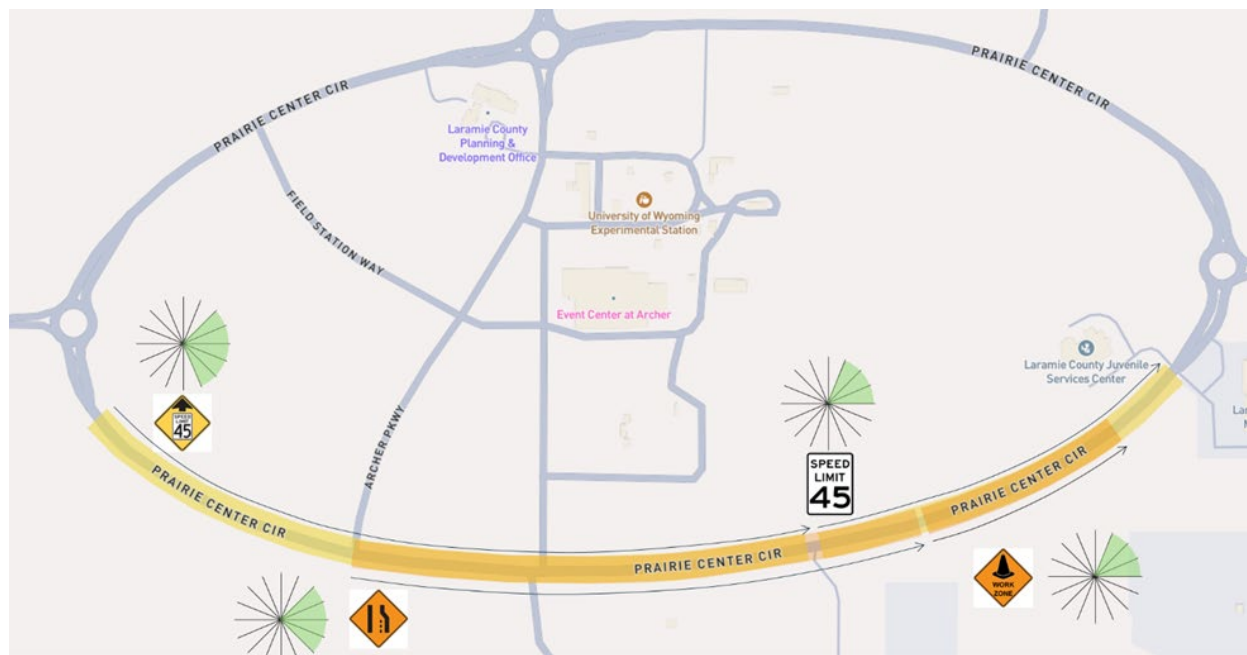 PRAIRIE CENTER CIR
PRAIRIE CENTER CIR
Laramie County
Planning &
Development Office
FIELD STATION WAY
University of Wyoming
Experimental Station
Event Center at Archer
SPEED
LIMIT
45
ARCHER PKWY
Laramie County Juvenile
Services Center
PRAIRIE CENTER CIR
SPEED
LIMIT
45
PRAIRIE CENTER CIR
PRAIRIE CENTER CIR
WORK
ZONE